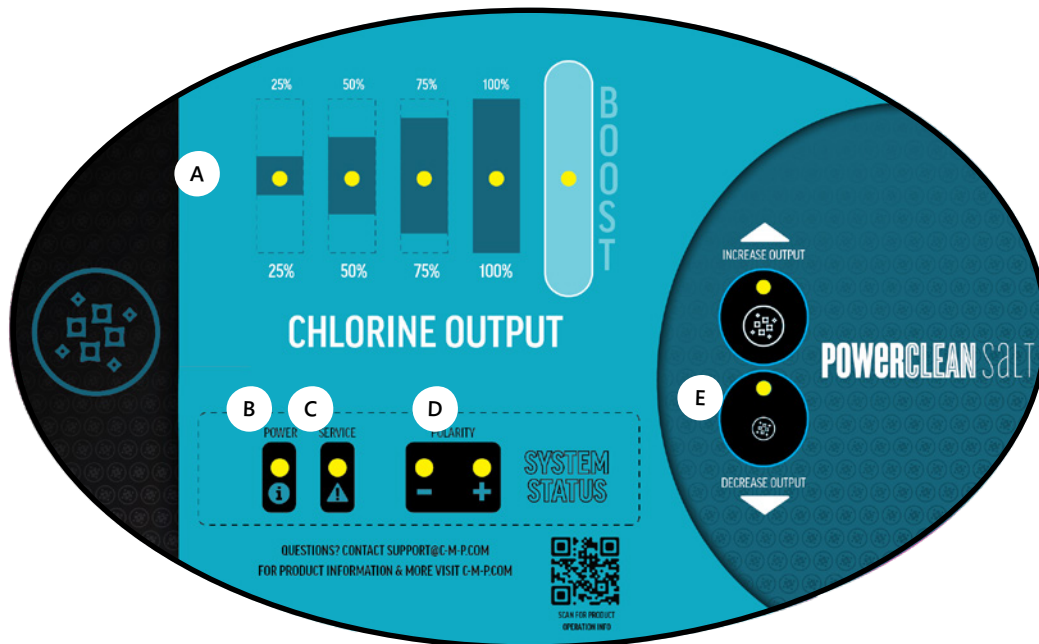 25% 50% 75% 100%
BOOST
A
25% 50% 75% 100%
CHLORINE OUTPUT
INCREASE OUTPUT
POWERCLEAN SALT
E
DECREASE OUTPUT
B C D
POWER SERVICE POLARITY
- +
SYSTEM
STATUS
QUESTIONS? CONTACT SUPPORT@C-M-P.COM
FOR PRODUCT INFORMATION & MORE VISIT C-M-P.COM
SCAN FOR PRODUCT
OPERATION INFO